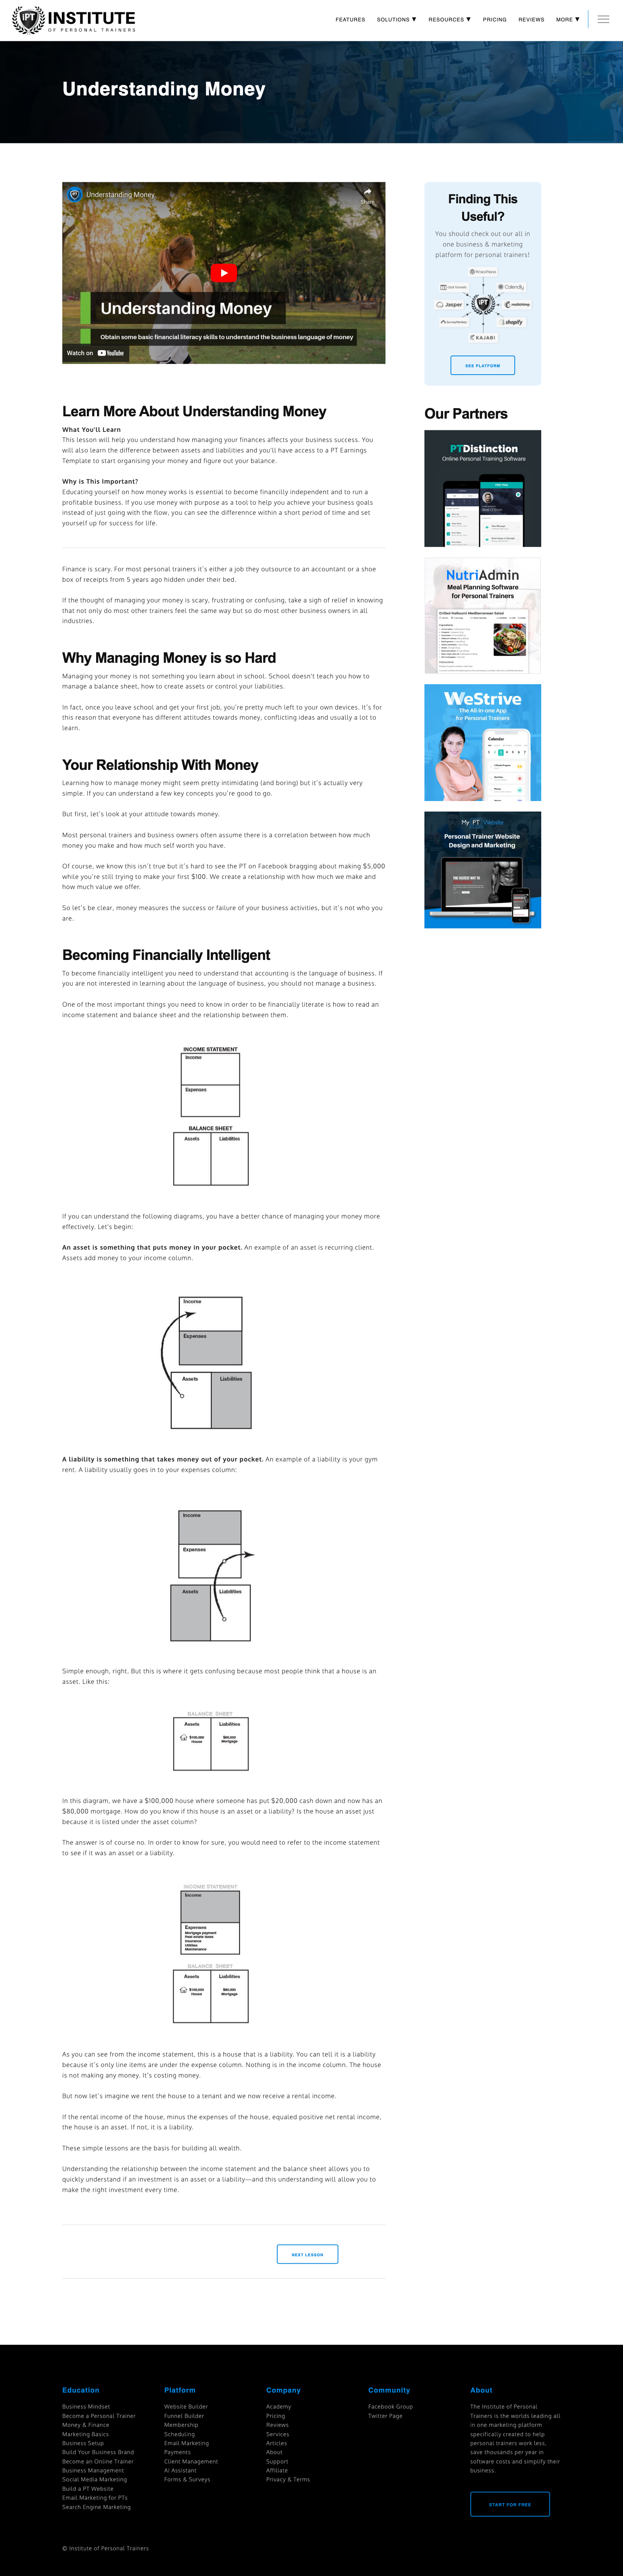 IPT INSTITUTE
OF PERSONAL TRAINERS
FEATURES SOLUTIONS ▼ RESOURCES ▼ PRICING REVIEWS MORE ▼
Understanding Money
Understanding Money
Share
Understanding Money
Obtain some basic financial literacy skills to understand the business language of money
Watch on YouTube
Learn More About Understanding Money
What You'll Learn
This lesson will help you understand how managing your finances affects your business success. You
will also learn the difference between assets and liabilities and you'll have access to a PT Earnings
Template to start organising your money and figure out your balance.
Why is This Important?
Educating yourself on how money works is essential to become financilly independent and to run a
profitable business. If you use money with purpose as a tool to help you achieve your business goals
instead of just going with the flow, you can see the difference within a short period of time and set
yourself up for success for life.
Finance is scary. For most personal trainers it's either a job they outsource to an accountant or a shoe
box of receipts from 5 years ago hidden under their bed.
If the thought of managing your money is scary, frustrating or confusing, take a sigh of relief in knowing
that not only do most other trainers feel the same way but so do most other business owners in all
industries.
Why Managing Money is so Hard
Managing your money is not something you learn about in school. School doesn't teach you how to
manage a balance sheet, how to create assets or control your liabilities.
In fact, once you leave school and get your first job, you're pretty much left to your own devices. It's for
this reason that everyone has different attitudes towards money, conflicting ideas and usually a lot to
learn.
Your Relationship With Money
Learning how to manage money might seem pretty intimidating (and boring) but it's actually very
simple. If you can understand a few key concepts you're good to go.
But first, let's look at your attitude towards money.
Most personal trainers and business owners often assume there is a correlation between how much
money you make and how much self worth you have.
Of course, we know this isn't true but it's hard to see the PT on Facebook bragging about making $5,000
while you're still trying to make your first $100. We create a relationship with how much we make and
how much value we offer.
So let's be clear, money measures the success or failure of your business activities, but it's not who you
are.
Becoming Financially Intelligent
To become financially intelligent you need to understand that accounting is the language of business. If
you are not interested in learning about the language of business, you should not manage a business.
One of the most important things you need to know in order to be financially literate is how to read an
income statement and balance sheet and the relationship between them.
INCOME STATEMENT
Income
Expenses
BALANCE SHEET
Assets Liabilities
If you can understand the following diagrams, you have a better chance of managing your money more
effectively. Let's begin:
An asset is something that puts money in your pocket. An example of an asset is recurring client.
Assets add money to your income column.
Income
Expenses
Assets Liabilities
A liability is something that takes money out of your pocket. An example of a liability is your gym
rent. A liability usually goes in to your expenses column:
Income
Expenses
Assets Liabilities
Simple enough, right. But this is where it gets confusing because most people think that a house is an
asset. Like this:
BALANCE SHEET
Assets Liabilities
$100,000 House
$80,000 Mortgage
In this diagram, we have a $100,000 house where someone has put $20,000 cash down and now has an
$80,000 mortgage. How do you know if this house is an asset or a liability? Is the house an asset just
because it is listed under the asset column?
The answer is of course no. In order to know for sure, you would need to refer to the income statement
to see if it was an asset or a liability.
INCOME STATEMENT
Income
Expenses
Mortgage payment
Real estate taxes
Insurance
Utilities
Maintenance
BALANCE SHEET
Assets Liabilities
$100,000 House
$80,000 Mortgage
As you can see from the income statement, this is a house that is a liability. You can tell it is a liability
because it's only line items are under the expense column. Nothing is in the income column. The house
is not making any money. It's costing money.
But now let's imagine we rent the house to a tenant and we now receive a rental income.
If the rental income of the house, minus the expenses of the house, equaled positive net rental income,
the house is an asset. If not, it is a liability.
These simple lessons are the basis for building all wealth.
Understanding the relationship between the income statement and the balance sheet allows you to
quickly understand if an investment is an asset or a liability—and this understanding will allow you to
make the right investment every time.
NEXT LESSON
Finding This
Useful?
You should check out our all in
one business & marketing
platform for personal trainers!
Calendly
Jasper
IPT
mailchimp
SurveyMonkey
shopify
KAJABI
SEE PLATFORM
Our Partners
PTDistinction
Online Personal Training Software
NutriAdmin
Meal Planning Software
for Personal Trainers
WeStrive
The All-in-one App
for Personal Trainers
Calendar
My PT Website
Personal Trainer Website
Design and Marketing
Education
Business Mindset
Become a Personal Trainer
Money & Finance
Marketing Basics
Business Setup
Build Your Business Brand
Become an Online Trainer
Business Management
Social Media Marketing
Build a PT Website
Email Marketing for PTs
Search Engine Marketing
Platform
Website Builder
Funnel Builder
Membership
Scheduling
Email Marketing
Payments
Client Management
AI Assistant
Forms & Surveys
Company
Academy
Pricing
Reviews
Services
Articles
About
Support
Affiliate
Privacy & Terms
Community
Facebook Group
Twitter Page
About
The Institute of Personal
Trainers is the worlds leading all
in one marketing platform
specifically created to help
personal trainers work less,
save thousands per year in
software costs and simplify their
business.
START FOR FREE
© Institute of Personal Trainers